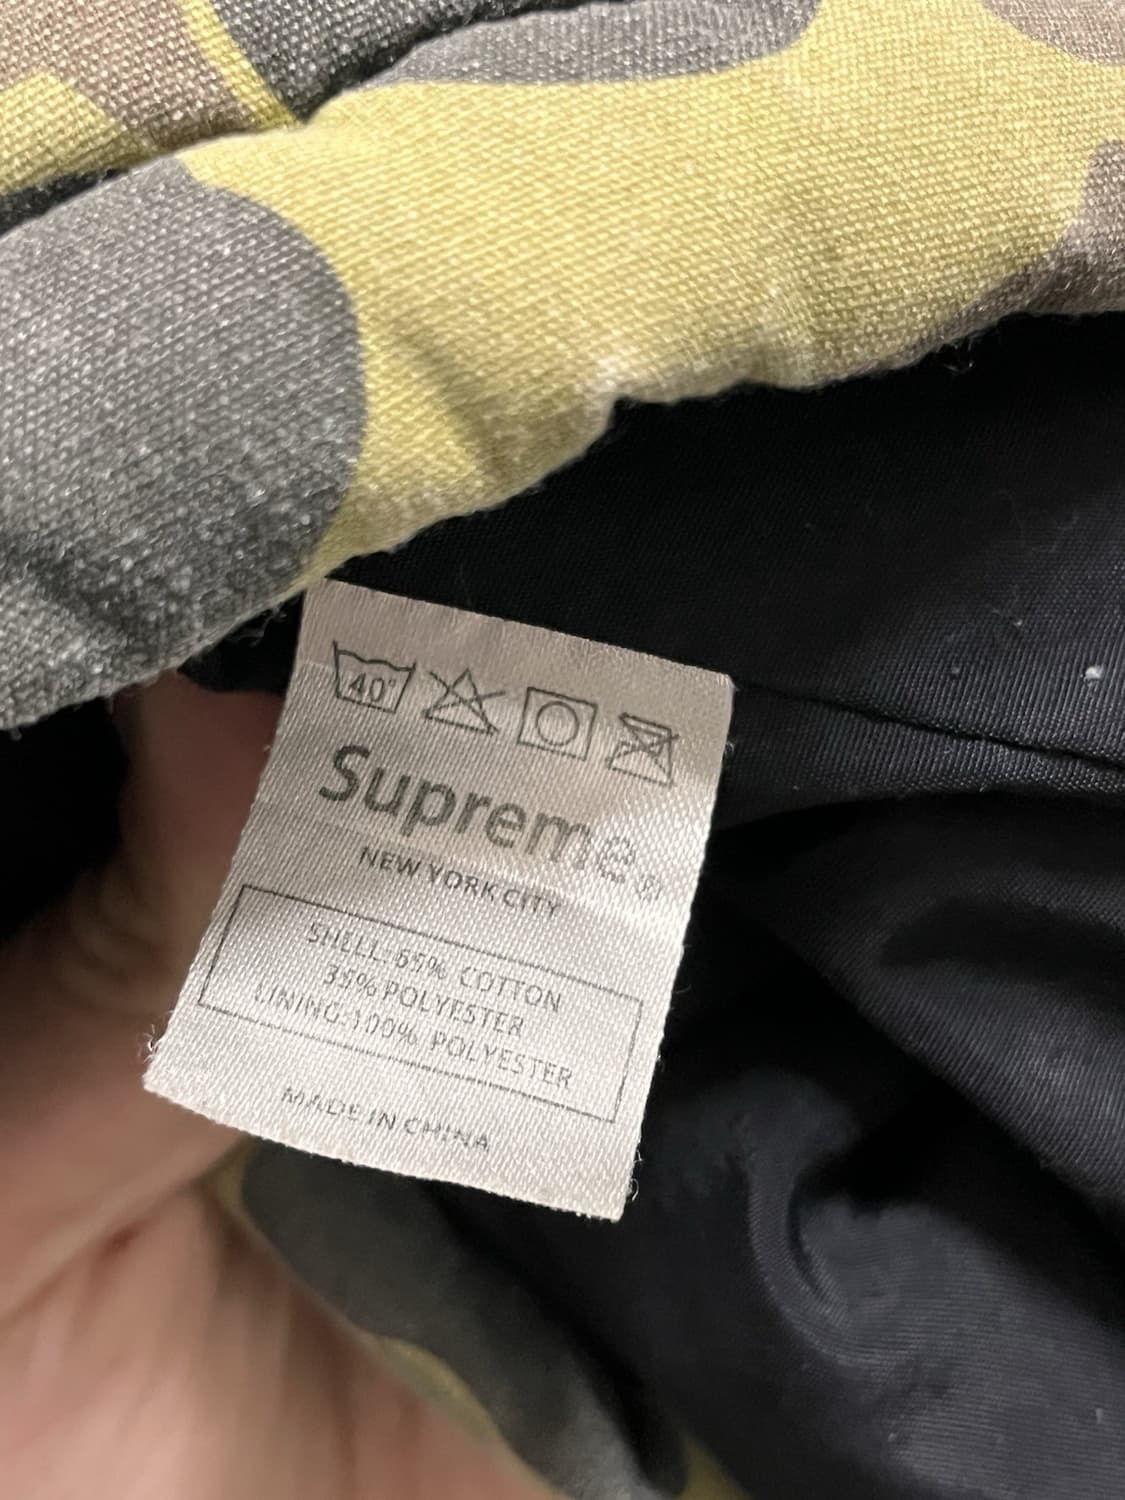 40°
Supreme®
NEW YORK CITY
SHELL:65% COTTON
35% POLYESTER
LINING:100% POLYESTER
MADE IN CHINA